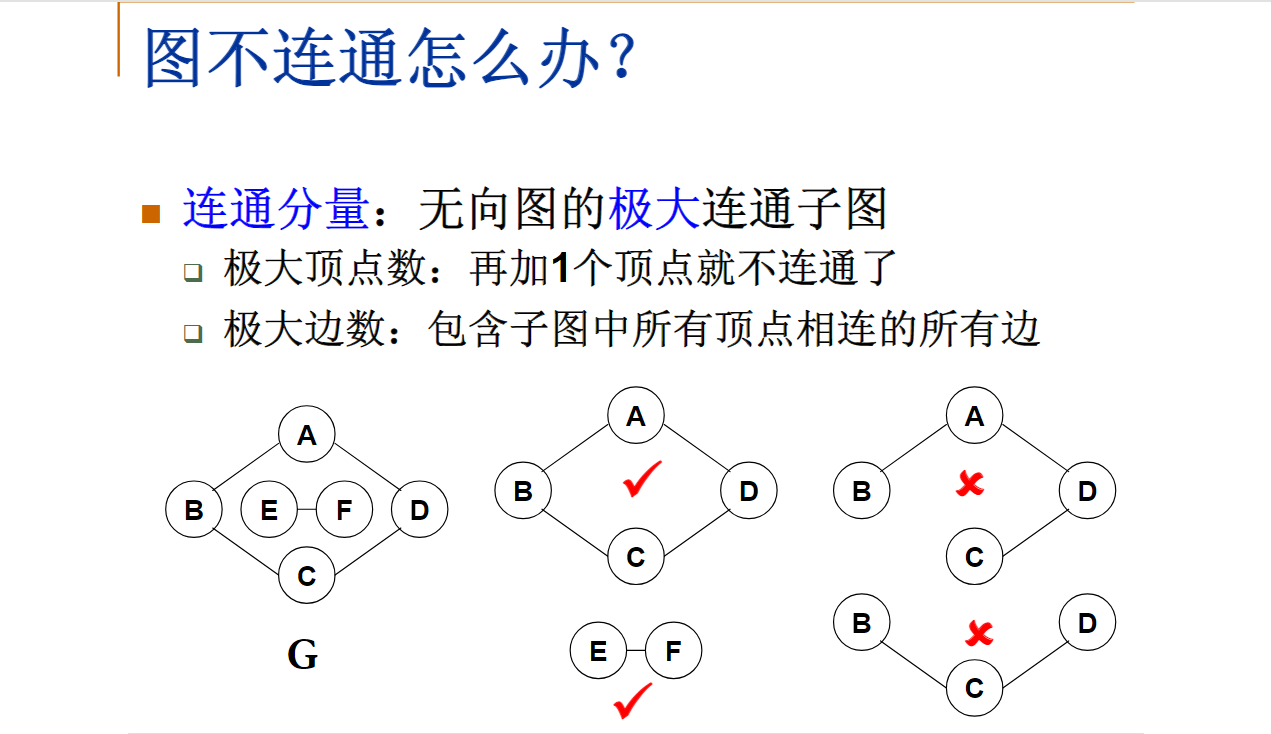 图不连通怎么办？
连通分量：无向图的极大连通子图
极大顶点数：再加1个顶点就不连通了
极大边数：包含子图中所有顶点相连的所有边
A
B E F D
C
G
A
B D
C
E F
A
B D
C
B D
C